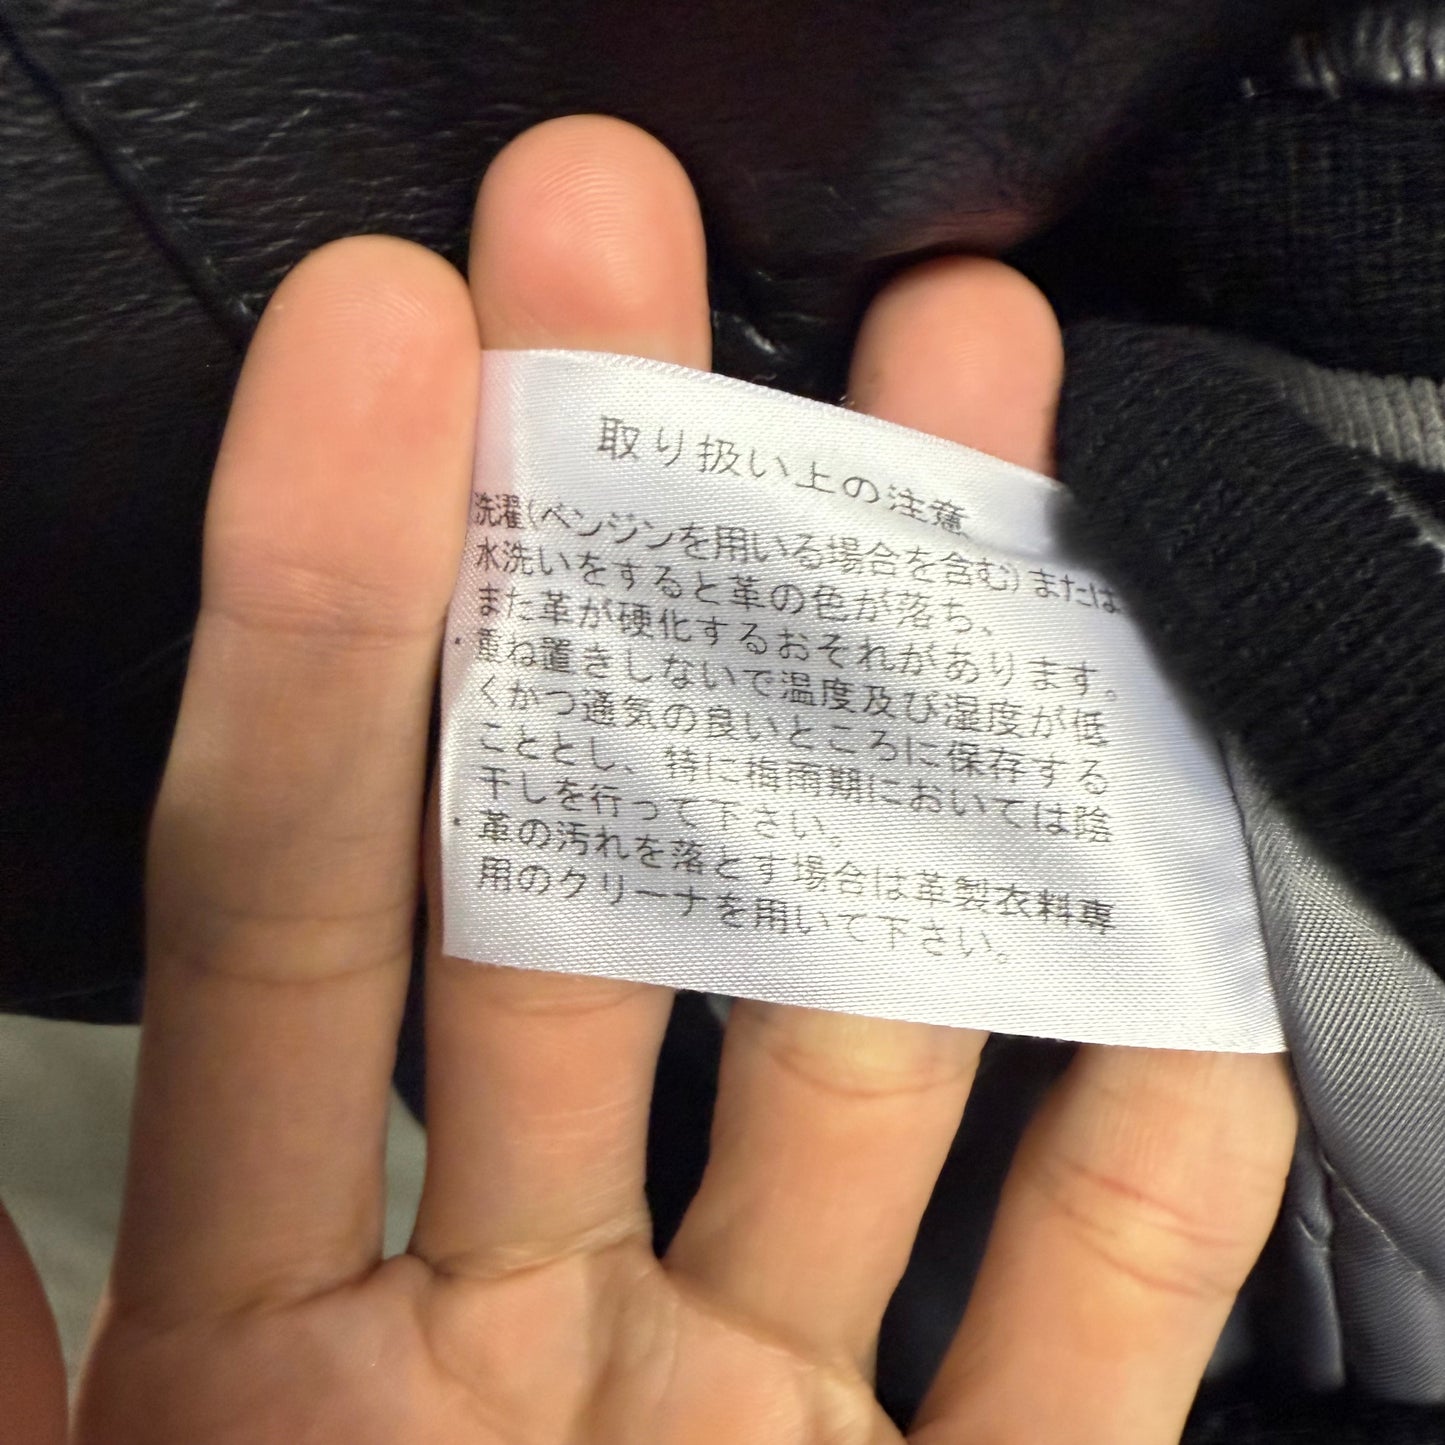 取り扱い上の注意
洗濯(ベンジンを用いる場合を含む)または
水洗いをすると革の色が落ち、
また革が硬化するおそれがあります。
・重ね置きしないで温度及び湿度が低
くかつ通気の良いところに保存する
こととし、特に梅雨期においては陰
干しを行って下さい。
・革の汚れを落とす場合は革製衣料専
用のクリーナを用いて下さい。